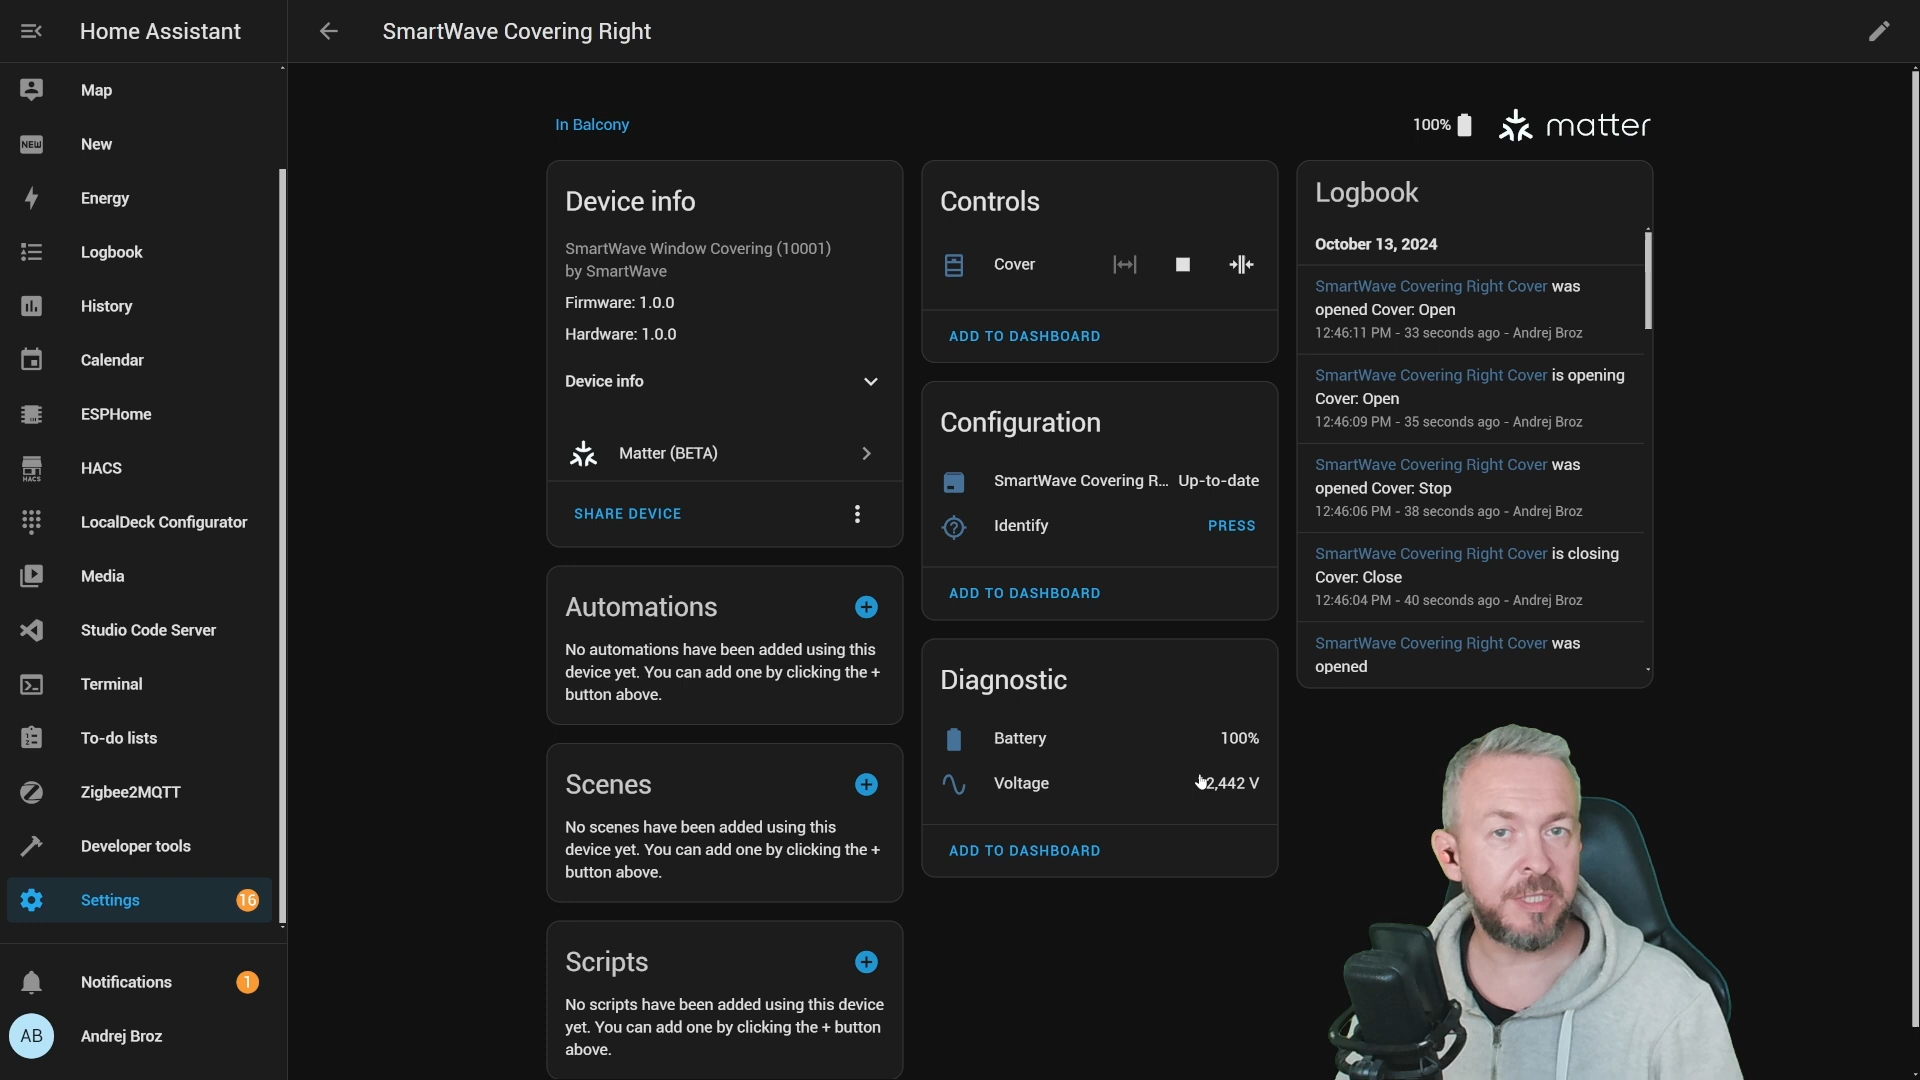 Home Assistant
SmartWave Covering Right
Map
New
Energy
Logbook
History
Calendar
ESPHome
HACS
LocalDeck Configurator
Media
Studio Code Server
Terminal
To-do lists
Zigbee2MQTT
Developer tools
Settings 16
Notifications 1
AB Andrej Broz
In Balcony
100% matter
Device info
SmartWave Window Covering (10001)
by SmartWave
Firmware: 1.0.0
Hardware: 1.0.0
Device info
Matter (BETA)
SHARE DEVICE
Automations
No automations have been added using this
device yet. You can add one by clicking the +
button above.
Scenes
No scenes have been added using this
device yet. You can add one by clicking the +
button above.
Scripts
No scripts have been added using this device
yet. You can add one by clicking the + button
above.
Controls
Cover
ADD TO DASHBOARD
Configuration
SmartWave Covering R... Up-to-date
Identify PRESS
ADD TO DASHBOARD
Diagnostic
Battery 100%
Voltage 2,442 V
ADD TO DASHBOARD
Logbook
October 13, 2024
SmartWave Covering Right Cover was
opened Cover: Open
12:46:11 PM - 33 seconds ago - Andrej Broz
SmartWave Covering Right Cover is opening
Cover: Open
12:46:09 PM - 35 seconds ago - Andrej Broz
SmartWave Covering Right Cover was
opened Cover: Stop
12:46:06 PM - 38 seconds ago - Andrej Broz
SmartWave Covering Right Cover is closing
Cover: Close
12:46:04 PM - 40 seconds ago - Andrej Broz
SmartWave Covering Right Cover was
opened